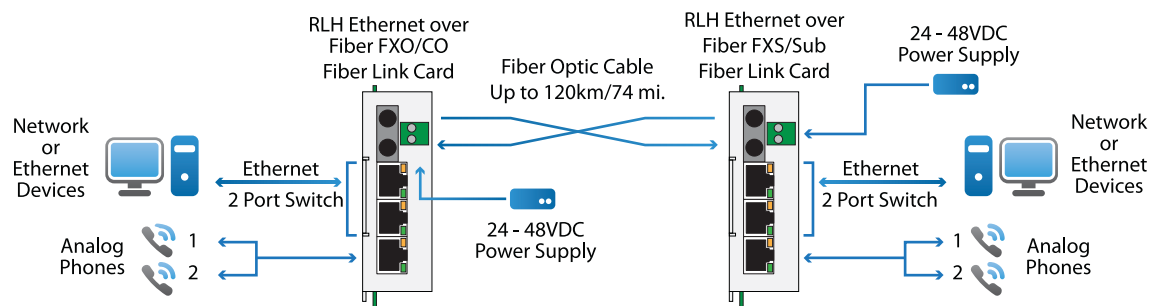 RLH Ethernet over
Fiber FXO/CO
Fiber Link Card
Fiber Optic Cable
Up to 120km/74 mi.
RLH Ethernet over
Fiber FXS/Sub
Fiber Link Card
24 - 48VDC
Power Supply
Network
or
Ethernet
Devices
Ethernet
2 Port Switch
24 - 48VDC
Power Supply
Ethernet
2 Port Switch
Network
or
Ethernet
Devices
Analog
Phones
1
2
1
2
Analog
Phones